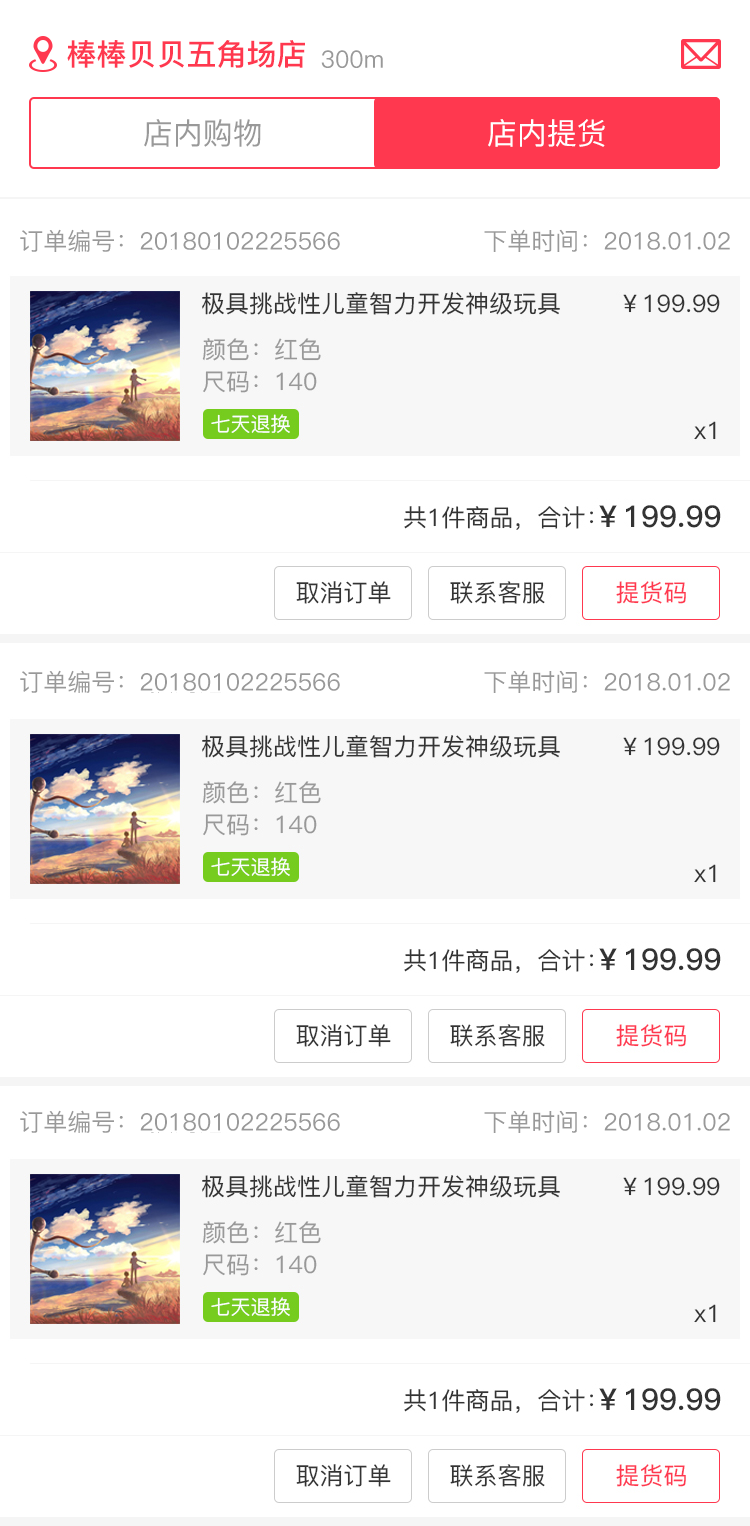 棒棒贝贝五角场店 300m
店内购物 店内提货
订单编号：20180102225566 下单时间：2018.01.02
极具挑战性儿童智力开发神级玩具 ¥199.99
颜色：红色
尺码：140
七天退换
x1
共1件商品，合计:¥199.99
取消订单 联系客服 提货码
订单编号：20180102225566 下单时间：2018.01.02
极具挑战性儿童智力开发神级玩具 ¥199.99
颜色：红色
尺码：140
七天退换
x1
共1件商品，合计:¥199.99
取消订单 联系客服 提货码
订单编号：20180102225566 下单时间：2018.01.02
极具挑战性儿童智力开发神级玩具 ¥199.99
颜色：红色
尺码：140
七天退换
x1
共1件商品，合计:¥199.99
取消订单 联系客服 提货码